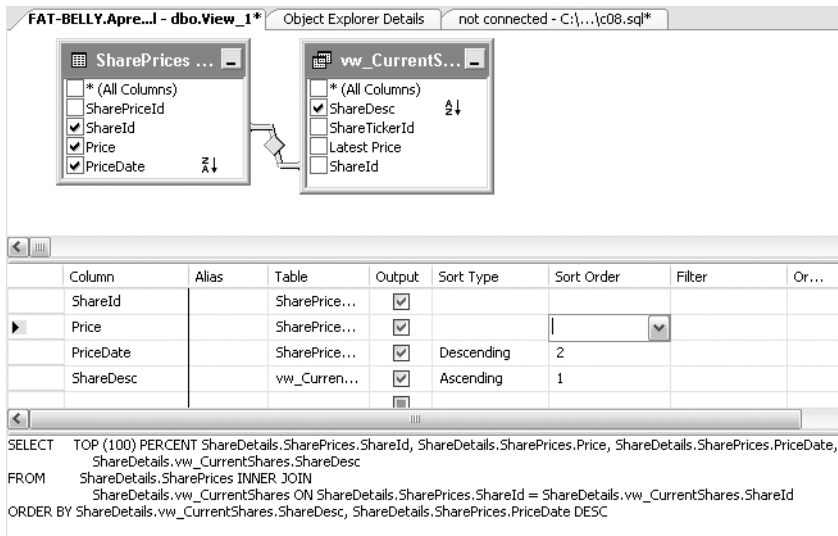 FAT-BELLY.Apre...l - dbo.View_1* Object Explorer Details not connected - C:\...\c08.sql*
SharePrices ...
* (All Columns)
SharePriceId
ShareId
Price
PriceDate
vw_CurrentS...
* (All Columns)
ShareDesc
ShareTickerId
Latest Price
ShareId
Column Alias Table Output Sort Type Sort Order Filter Or...
ShareId SharePrice...
Price SharePrice...
PriceDate SharePrice... Descending 2
ShareDesc vw_Curren... Ascending 1
SELECT TOP (100) PERCENT ShareDetails.SharePrices.ShareId, ShareDetails.SharePrices.Price, ShareDetails.SharePrices.PriceDate,
ShareDetails.vw_CurrentShares.ShareDesc
FROM ShareDetails.SharePrices INNER JOIN
ShareDetails.vw_CurrentShares ON ShareDetails.SharePrices.ShareId = ShareDetails.vw_CurrentShares.ShareId
ORDER BY ShareDetails.vw_CurrentShares.ShareDesc, ShareDetails.SharePrices.PriceDate DESC